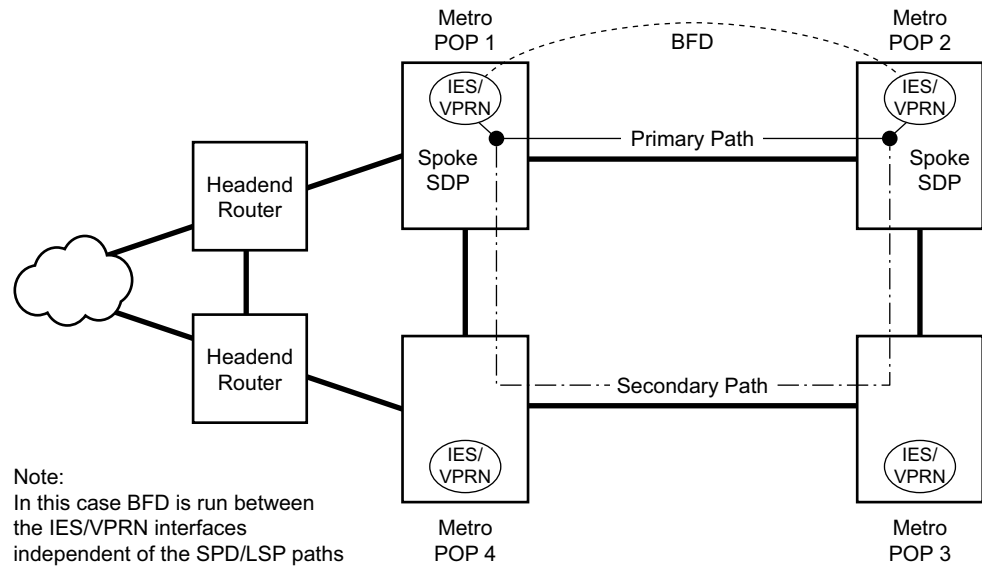 Metro
POP 1
Metro
POP 2
BFD
IES/
VPRN
IES/
VPRN
Primary Path
Spoke
SDP
Spoke
SDP
Headend
Router
Headend
Router
Secondary Path
IES/
VPRN
IES/
VPRN
Note:
In this case BFD is run between
the IES/VPRN interfaces
independent of the SPD/LSP paths
Metro
POP 4
Metro
POP 3